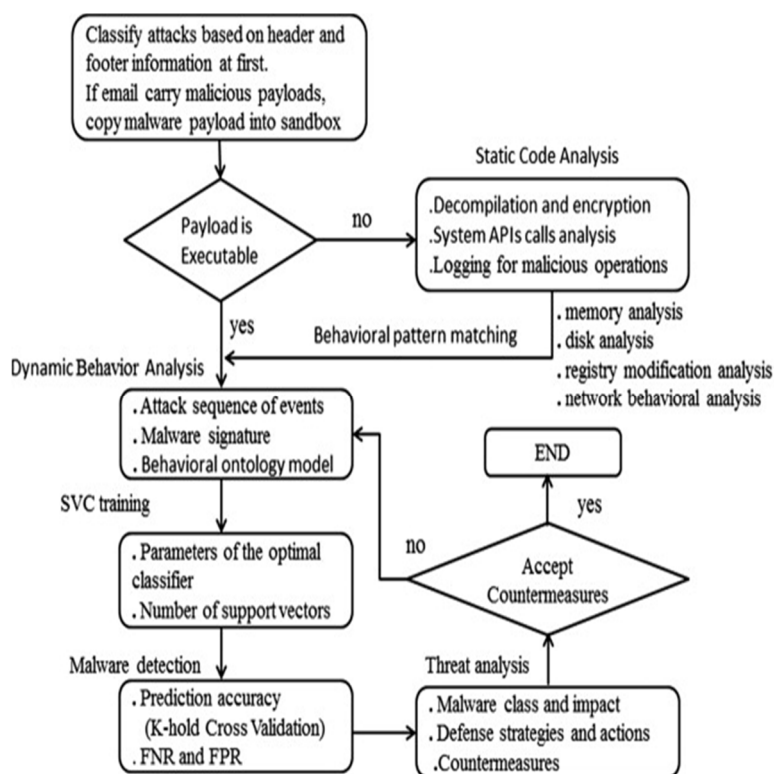 Classify attacks based on header and
footer information at first.
If email carry malicious payloads,
copy malware payload into sandbox
Static Code Analysis
Payload is
Executable
no
.Decompilation and encryption
.System APIs calls analysis
.Logging for malicious operations
yes
Behavioral pattern matching
. memory analysis
. disk analysis
. registry modification analysis
. network behavioral analysis
Dynamic Behavior Analysis
. Attack sequence of events
. Malware signature
. Behavioral ontology model
END
yes
SVC training
no
. Parameters of the optimal
classifier
. Number of support vectors
Accept
Countermeasures
Malware detection
Threat analysis
. Prediction accuracy
(K-hold Cross Validation)
. FNR and FPR
. Malware class and impact
. Defense strategies and actions
. Countermeasures